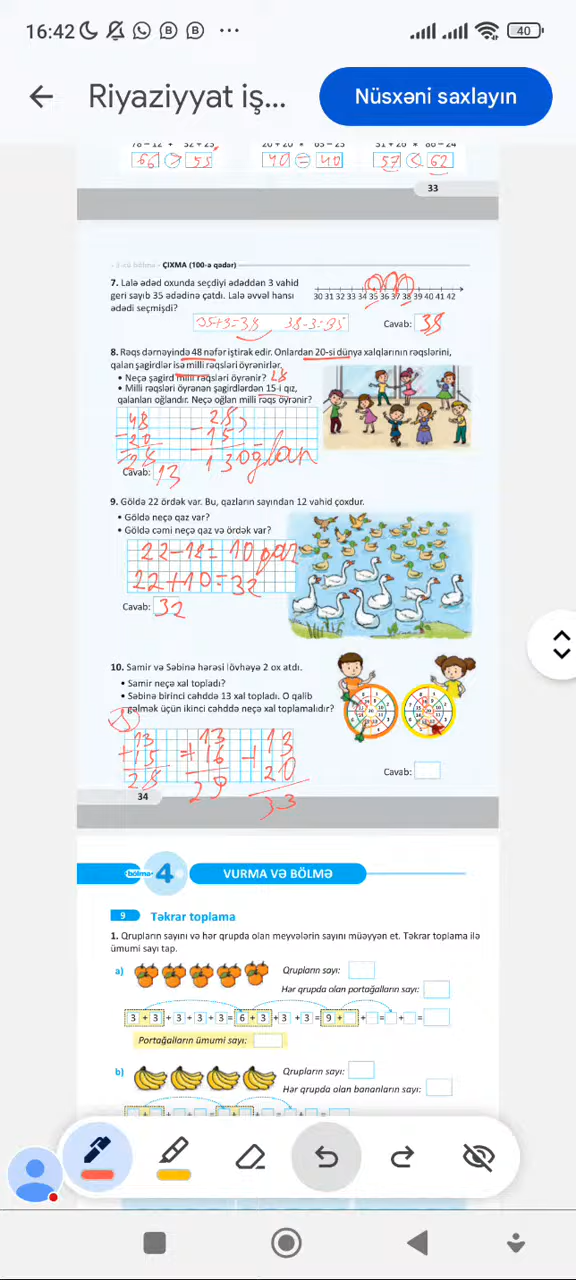 16:42
40
Riyaziyyat iş...
Nüsxəni saxlayın
66 > 55 40 = 40 57 < 62
33
ÇIXMA (100-ə qədər)
7. Lalə ədəd oxunda seçdiyi ədəddən 3 vahid
geri sayıb 35 ədədinə çatdı. Lalə əvvəl hansı
ədədi seçmişdi?
30 31 32 33 34 35 36 37 38 39 40 41 42
35+3=38 38-3=35
Cavab: 38
8. Rəqs dərnəyində 48 nəfər iştirak edir. Onlardan 20-si dünya xalqlarının rəqslərini,
qalan şagirdlər isə milli rəqsləri öyrənirlər.
• Neçə şagird milli rəqsləri öyrənir? 28
• Milli rəqsləri öyrənən şagirdlərdən 15-i qız,
qalanları oğlandır. Neçə oğlan milli rəqs öyrənir?
48 28
-20 -15
28 13 oğlan
Cavab: 13
9. Göldə 22 ördək var. Bu, qazların sayından 12 vahid çoxdur.
• Göldə neçə qaz var?
• Göldə cəmi neçə qaz və ördək var?
22-12=10 qaz
22+10=32
Cavab: 32
10. Samir və Səbinə hərəsi lövhəyə 2 ox atdı.
• Samir neçə xal topladı?
• Səbinə birinci cəhddə 13 xal topladı. O qalib
gəlmək üçün ikinci cəhddə neçə xal toplamalıdır?
13 13 13
+15 +16 +20
28 29 33
Cavab:
34
bölmə 4 VURMA VƏ BÖLMƏ
9 Təkrar toplama
1. Qrupların sayını və hər qrupda olan meyvələrin sayını müəyyən et. Təkrar toplama ilə
ümumi sayı tap.
a) Qrupların sayı:
Hər qrupda olan portağalların sayı:
3 + 3 + 3 + 3 + 3 = 6 + 3 + 3 + 3 = 9 + + = + =
Portağalların ümumi sayı:
b) Qrupların sayı:
Hər qrupda olan bananların sayı: